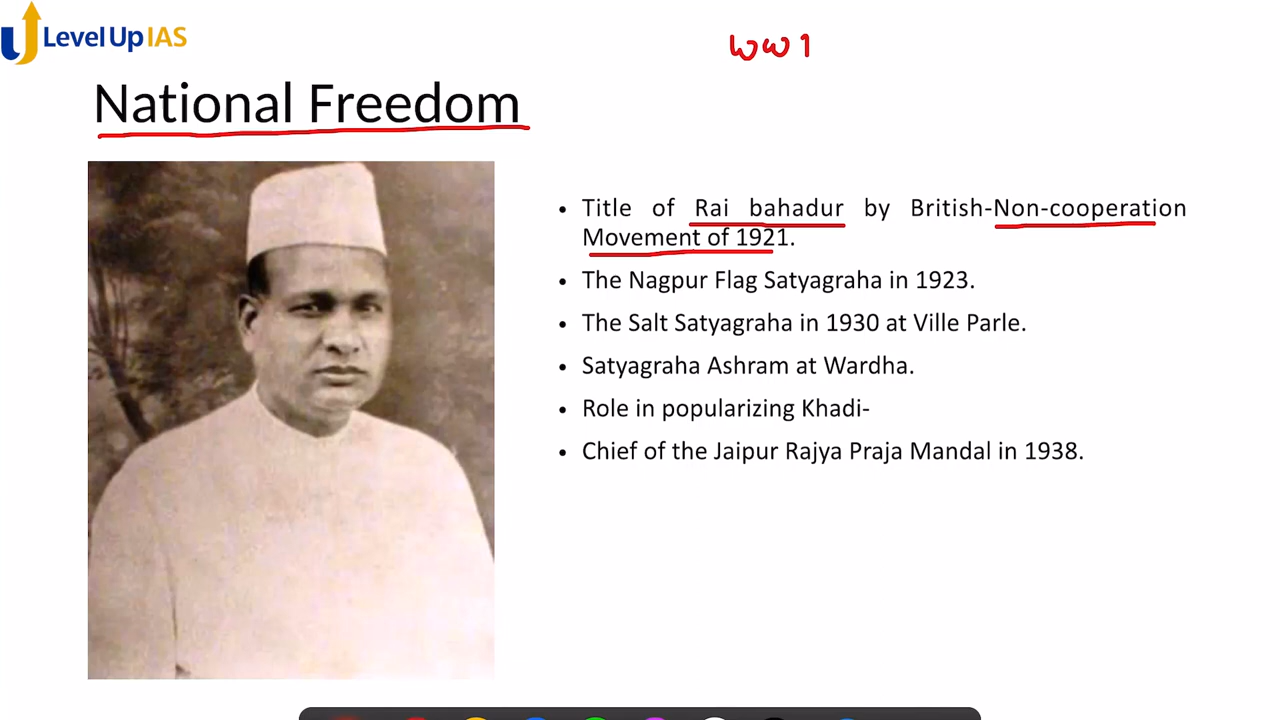 Level Up IAS
ww1
National Freedom
• Title of Rai bahadur by British-Non-cooperation
Movement of 1921.
• The Nagpur Flag Satyagraha in 1923.
• The Salt Satyagraha in 1930 at Ville Parle.
• Satyagraha Ashram at Wardha.
• Role in popularizing Khadi-
• Chief of the Jaipur Rajya Praja Mandal in 1938.